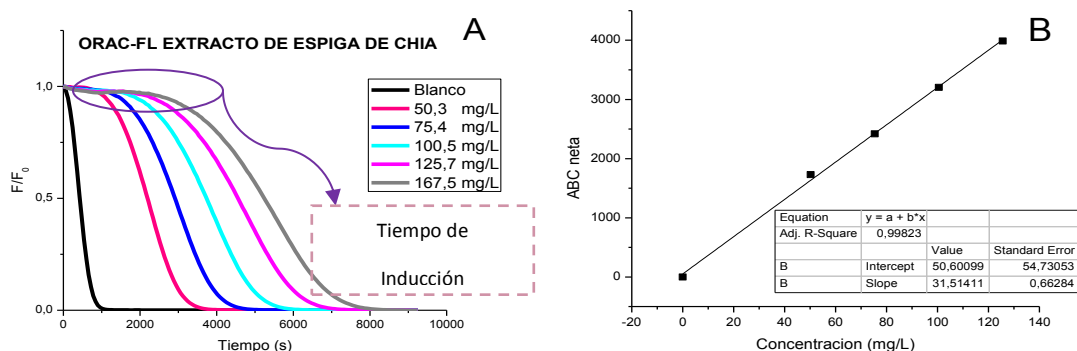 A
ORAC-FL EXTRACTO DE ESPIGA DE CHIA
1,0
0,5
0,0
F/F0
0
2000
4000
6000
8000
10000
Tiempo (s)
Blanco
50,3 mg/L
75,4 mg/L
100,5 mg/L
125,7 mg/L
167,5 mg/L
Tiempo de
Inducción
B
4000
3000
2000
1000
0
ABC neta
-20
0
20
40
60
80
100
120
140
Concentracion (mg/L)
Equation y = a + b*x
Adj. R-Square 0,99823
Value Standard Error
B Intercept 50,60099 54,73053
B Slope 31,51411 0,66284